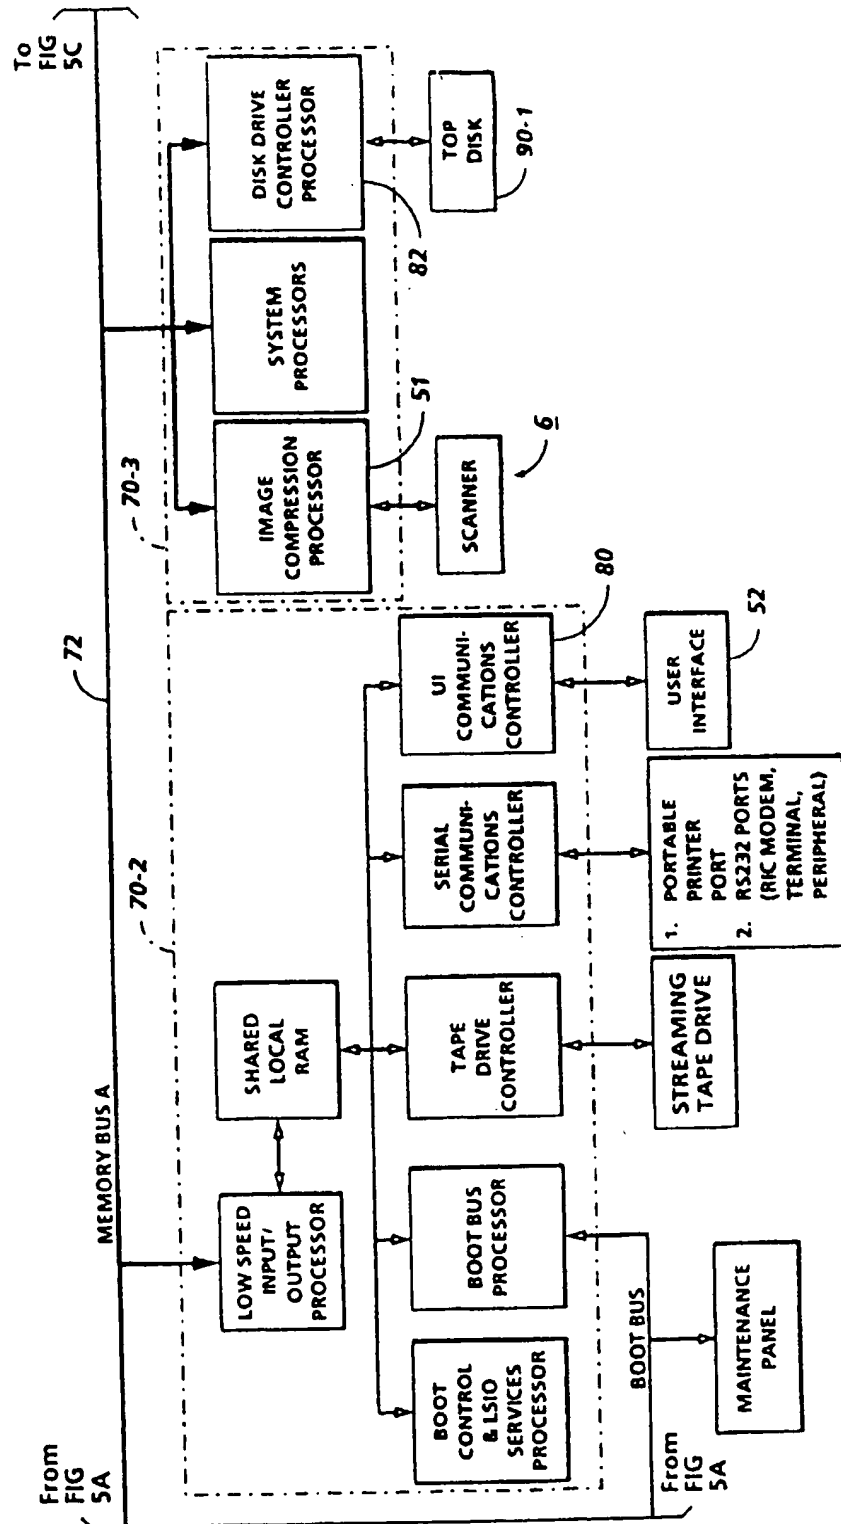 From
FIG
5A
MEMORY BUS A
72
To
FIG
5C
70-2
70-3
LOW SPEED
INPUT/
OUTPUT
PROCESSOR
SHARED
LOCAL
RAM
IMAGE
COMPRESSION
PROCESSOR
51
SYSTEM
PROCESSORS
DISK DRIVE
CONTROLLER
PROCESSOR
82
BOOT
CONTROL
& LSIO
SERVICES
PROCESSOR
BOOT BUS
PROCESSOR
TAPE
DRIVE
CONTROLLER
SERIAL
COMMUNI-
CATIONS
CONTROLLER
UI
COMMUNI-
CATIONS
CONTROLLER
80
SCANNER
6
TOP
DISK
90-1
BOOT BUS
From
FIG
5A
MAINTENANCE
PANEL
STREAMING
TAPE DRIVE
1. PORTABLE
PRINTER
PORT
2. RS232 PORTS
(RIC MODEM,
TERMINAL,
PERIPHERAL)
USER
INTERFACE
52